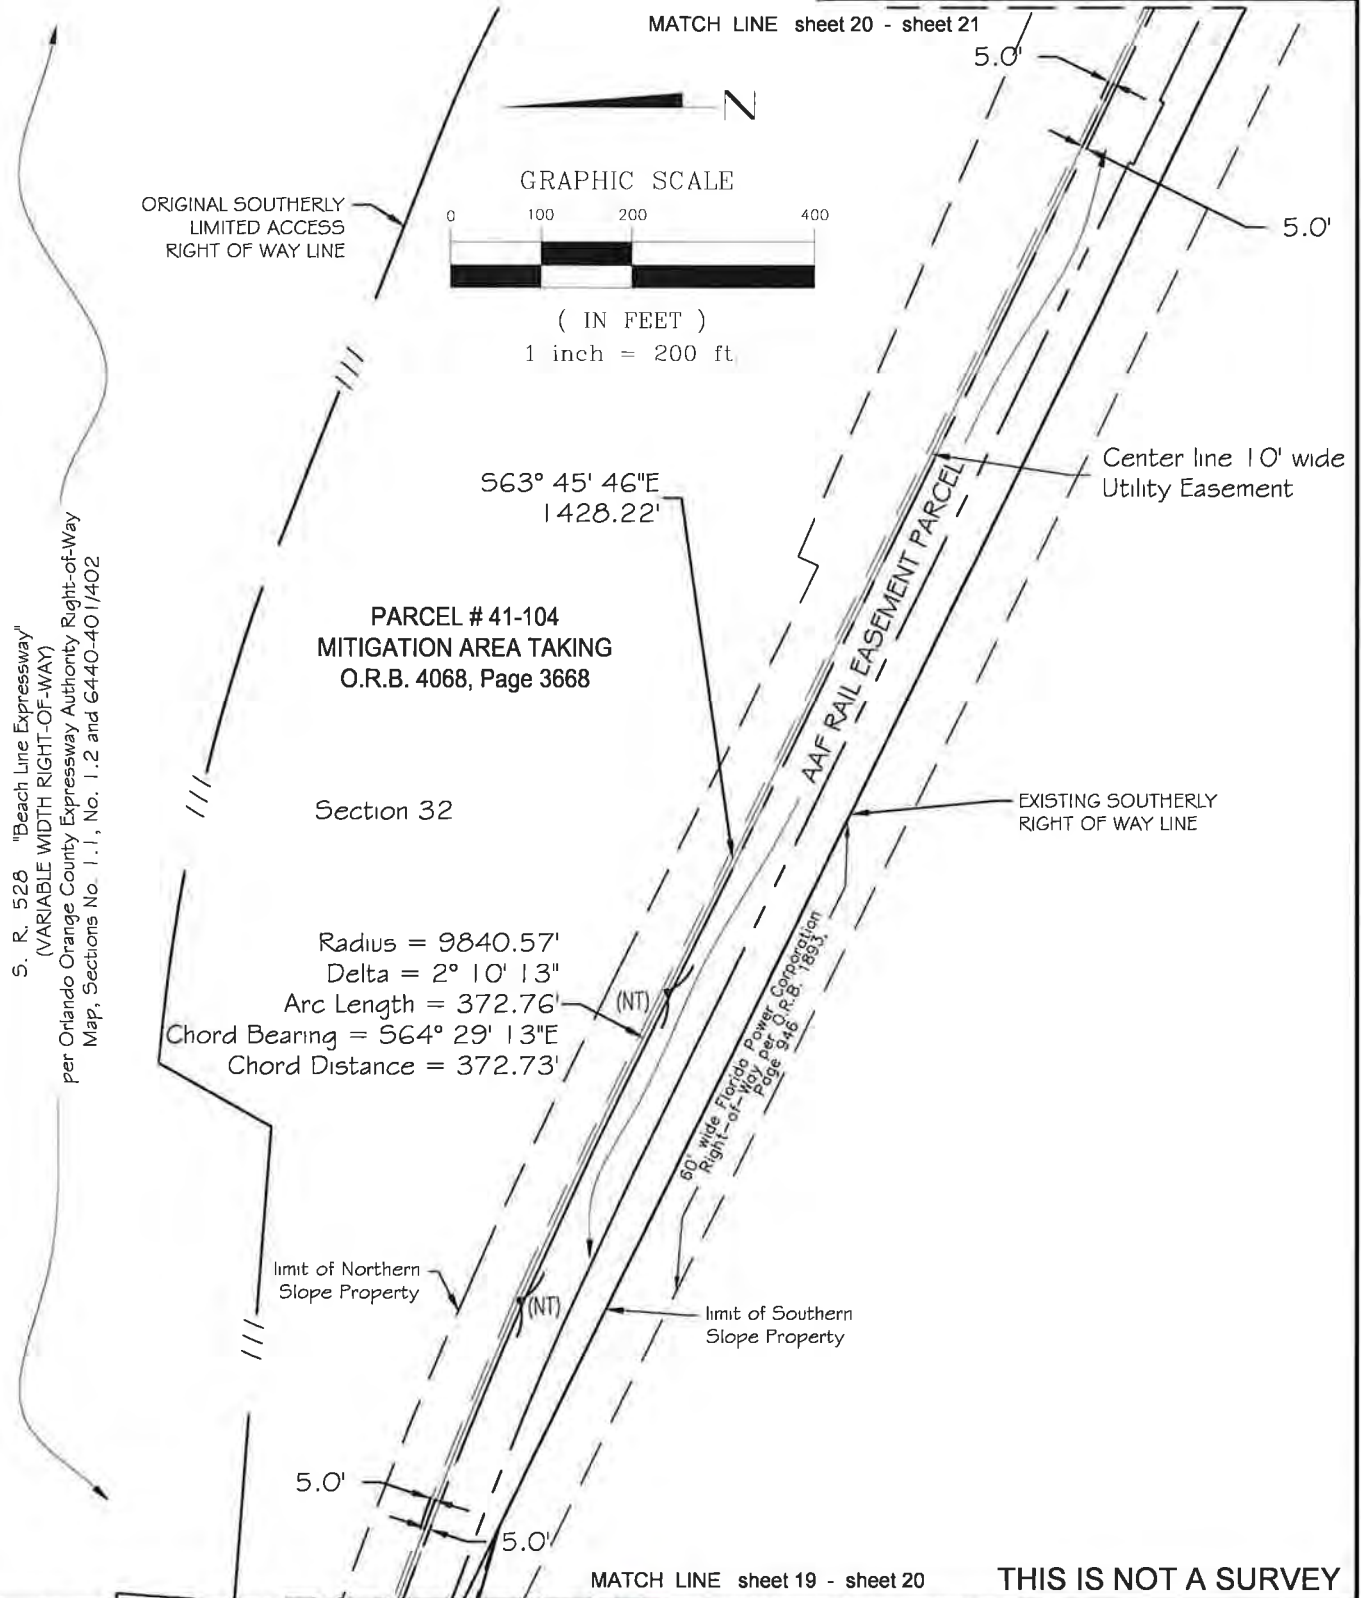 MATCH LINE sheet 20 - sheet 21
5.0'
N
GRAPHIC SCALE
0 100 200 400
( IN FEET )
1 inch = 200 ft.
ORIGINAL SOUTHERLY
LIMITED ACCESS
RIGHT OF WAY LINE
5.0'
S63° 45' 46"E
1428.22'
Center line 10' wide
Utility Easement
AAF RAIL EASEMENT PARCEL
PARCEL # 41-104
MITIGATION AREA TAKING
O.R.B. 4068, Page 3668
S. R. 528 "Beach Line Expressway"
(VARIABLE WIDTH RIGHT-OF-WAY)
per Orlando Orange County Expressway Authority Right-of-Way
Map, Sections No. 1.1, No. 1.2 and 6440-401/402
Section 32
EXISTING SOUTHERLY
RIGHT OF WAY LINE
Radius = 9840.57'
Delta = 2° 10' 13"
Arc Length = 372.76'
Chord Bearing = S64° 29' 13"E
Chord Distance = 372.73'
(NT)
60' wide Florida Power Corporation
Right-of-Way per O.R.B. 1893,
Page 946
limit of Northern
Slope Property
(NT)
limit of Southern
Slope Property
5.0'
5.0'
MATCH LINE sheet 19 - sheet 20
THIS IS NOT A SURVEY